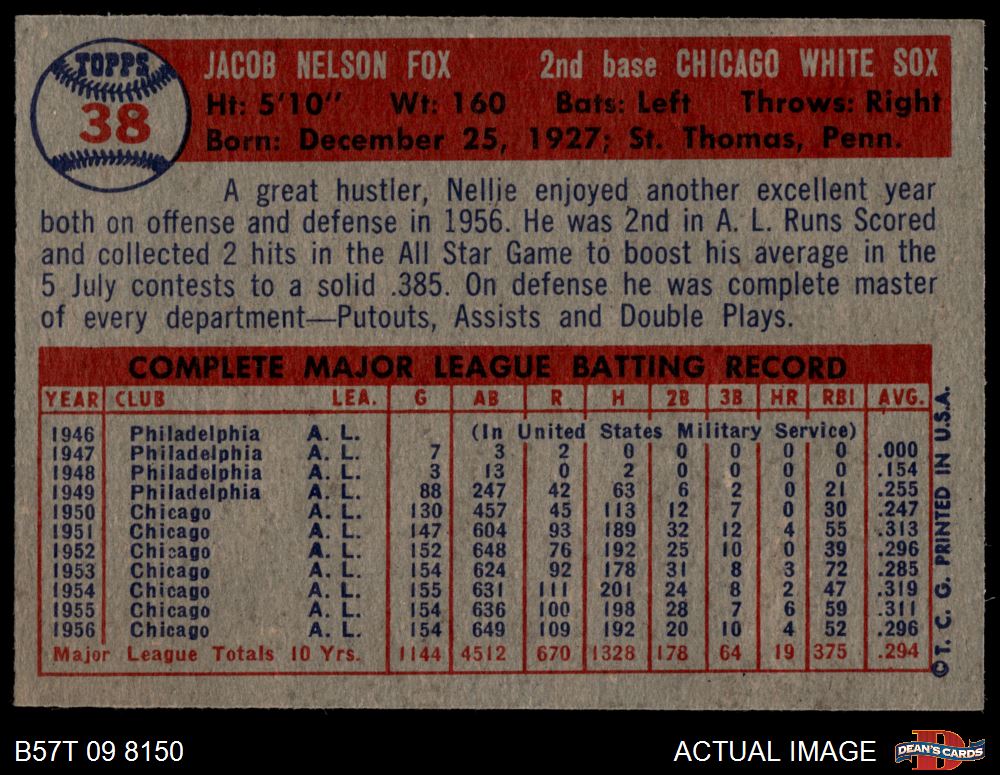 TOPPS
38
JACOB NELSON FOX 2nd base CHICAGO WHITE SOX
Ht: 5'10" Wt: 160 Bats: Left Throws: Right
Born: December 25, 1927; St. Thomas, Penn.
A great hustler, Nellie enjoyed another excellent year
both on offense and defense in 1956. He was 2nd in A. L. Runs Scored
and collected 2 hits in the All Star Game to boost his average in the
5 July contests to a solid .385. On defense he was complete master
of every department—Putouts, Assists and Double Plays.
COMPLETE MAJOR LEAGUE BATTING RECORD
YEAR CLUB LEA. G AB R H 2B 3B HR RBI AVG.
1946 Philadelphia A. L. (In United States Military Service)
1947 Philadelphia A. L. 7 3 2 0 0 0 0 0 .000
1948 Philadelphia A. L. 3 13 0 2 0 0 0 0 .154
1949 Philadelphia A. L. 88 247 42 63 6 2 0 21 .255
1950 Chicago A. L. 130 457 45 113 12 7 0 30 .247
1951 Chicago A. L. 147 604 93 189 32 12 4 55 .313
1952 Chicago A. L. 152 648 76 192 25 10 0 39 .296
1953 Chicago A. L. 154 624 92 178 31 8 3 72 .285
1954 Chicago A. L. 155 631 111 201 24 8 2 47 .319
1955 Chicago A. L. 154 636 100 198 28 7 6 59 .311
1956 Chicago A. L. 154 649 109 192 20 10 4 52 .296
Major League Totals 10 Yrs. 1144 4512 670 1328 178 64 19 375 .294
©T. C. G. PRINTED IN U.S.A.
B57T 09 8150 ACTUAL IMAGE DEAN'S CARDS